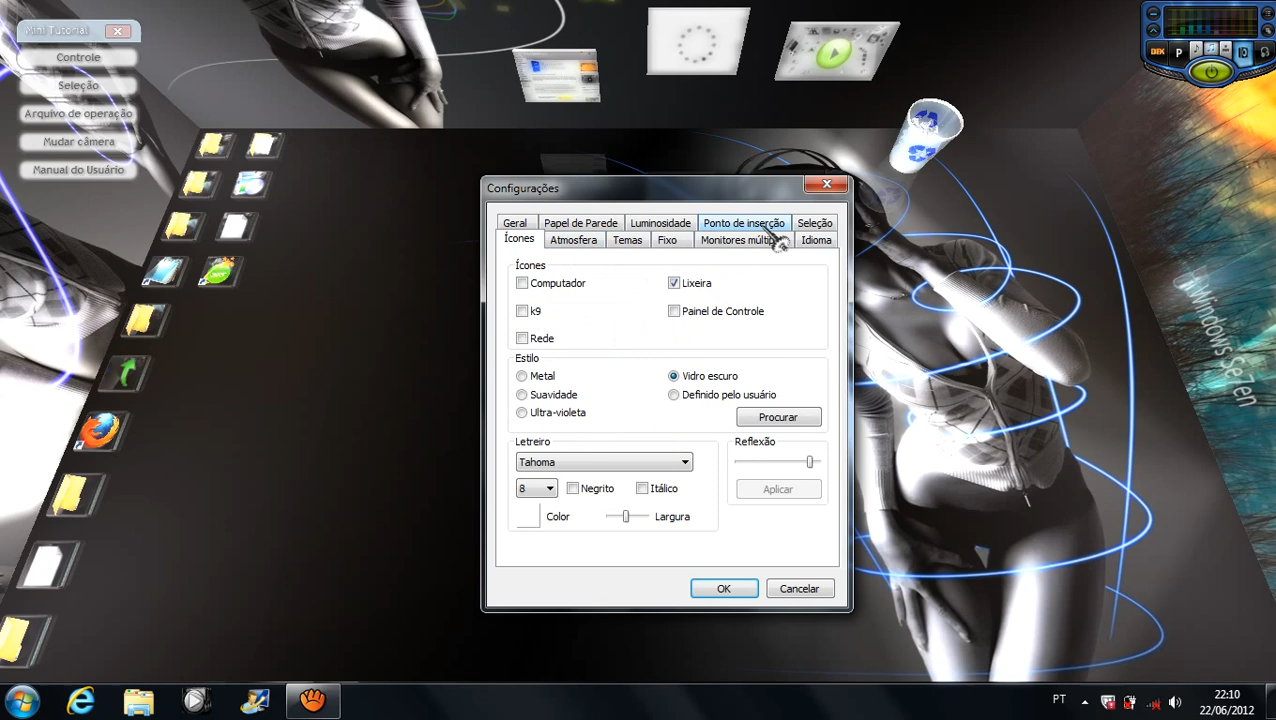 Mini Tutorial
Controle
Seleção
Arquivo de operação
Mudar câmera
Manual do Usuário
DEK
P
Configurações
Geral
Papel de Parede
Luminosidade
Ponto de inserção
Seleção
Ícones
Atmosfera
Temas
Fixo
Monitores múltip
Idioma
Ícones
Computador
Lixeira
k9
Painel de Controle
Rede
Estilo
Metal
Vidro escuro
Suavidade
Definido pelo usuário
Ultra-violeta
Procurar
Letreiro
Reflexão
Tahoma
8
Negrito
Itálico
Aplicar
Color
Largura
OK
Cancelar
Windows Se7en
PT
22:10
22/06/2012